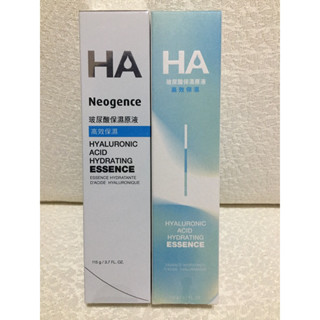 HA
Neogence
玻尿酸保濕原液
高效保濕
HYALURONIC
ACID
HYDRATING
ESSENCE
ESSENCE HYDRATANTE
D'ACIDE HYALURONIQUE
HA
玻尿酸保濕原液
高效保濕
HYALURONIC
ACID
HYDRATING
ESSENCE